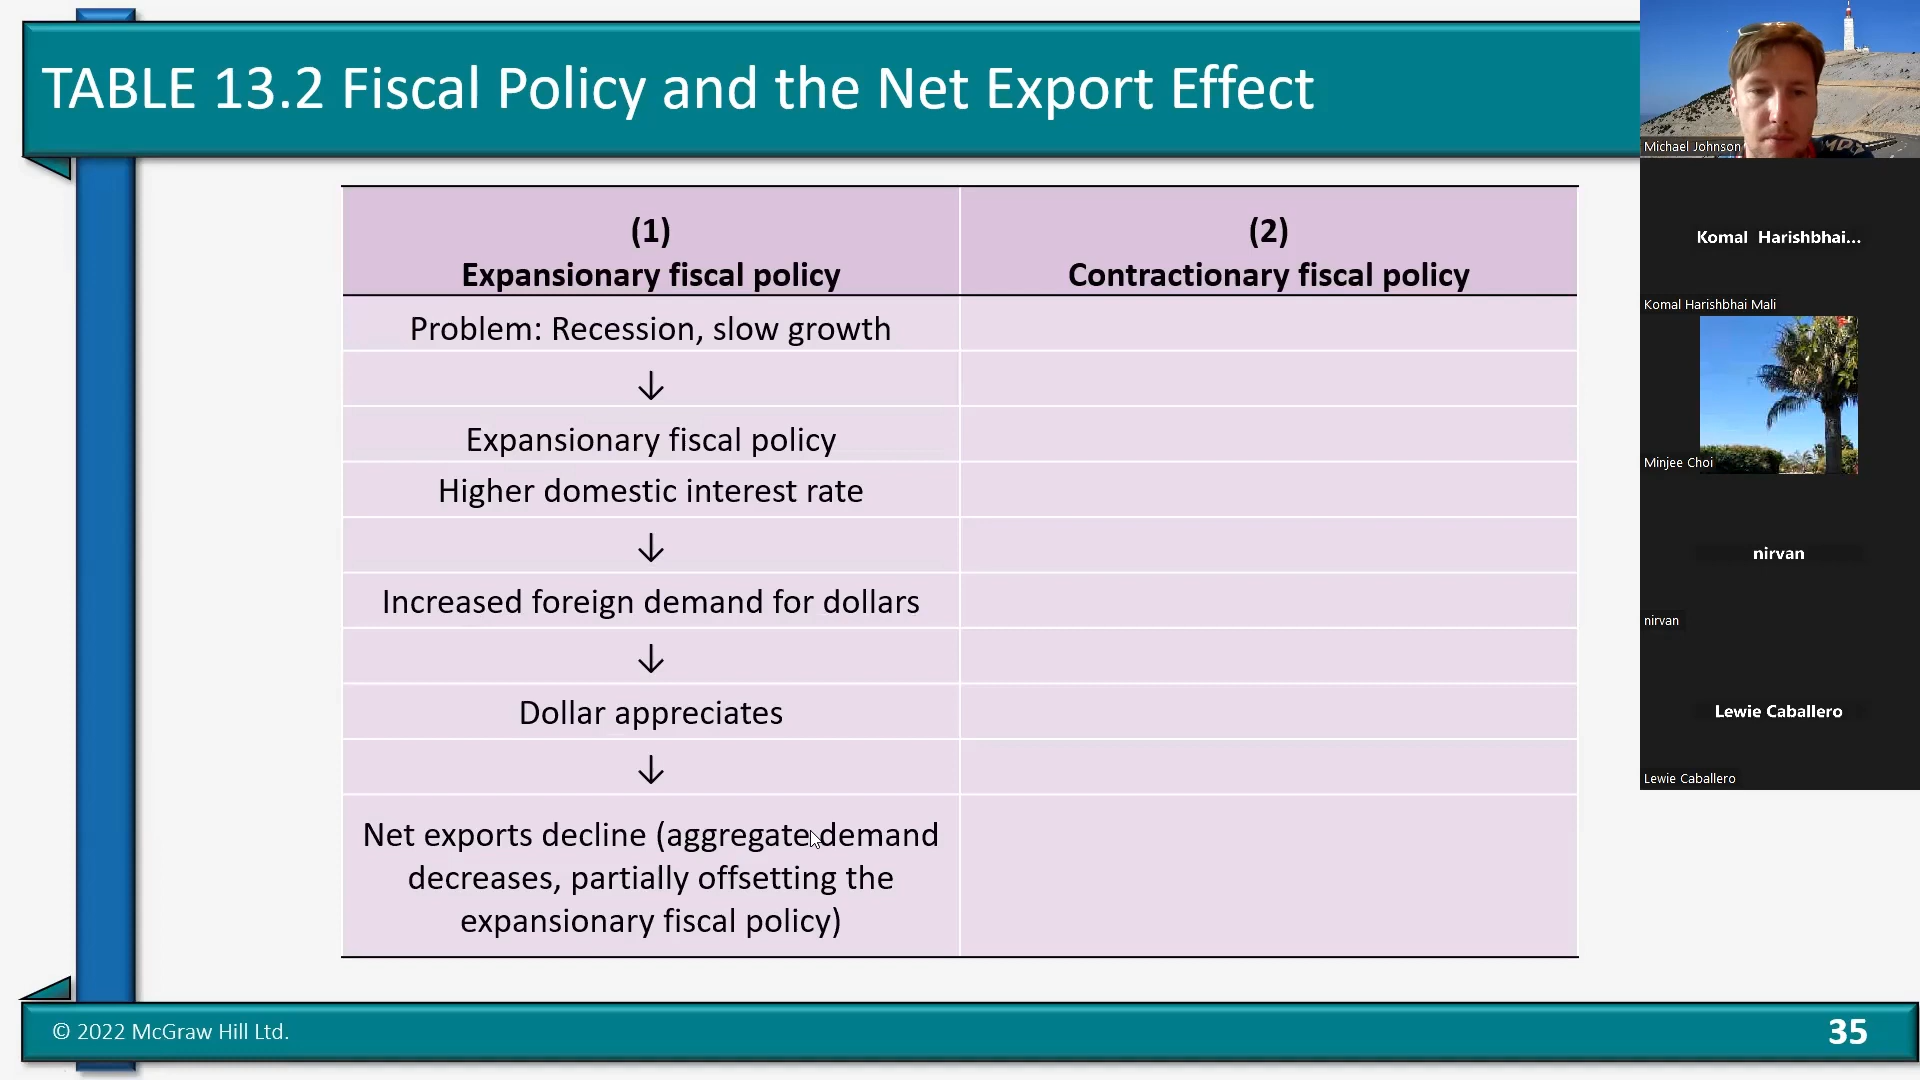 TABLE 13.2 Fiscal Policy and the Net Export Effect
(1)
Expansionary fiscal policy
(2)
Contractionary fiscal policy
Problem: Recession, slow growth
↓
Expansionary fiscal policy
Higher domestic interest rate
↓
Increased foreign demand for dollars
↓
Dollar appreciates
↓
Net exports decline (aggregate demand
decreases, partially offsetting the
expansionary fiscal policy)
© 2022 McGraw Hill Ltd.
35
Michael Johnson
Komal Harishbhai...
Komal Harishbhai Mali
Minjee Choi
nirvan
nirvan
Lewie Caballero
Lewie Caballero